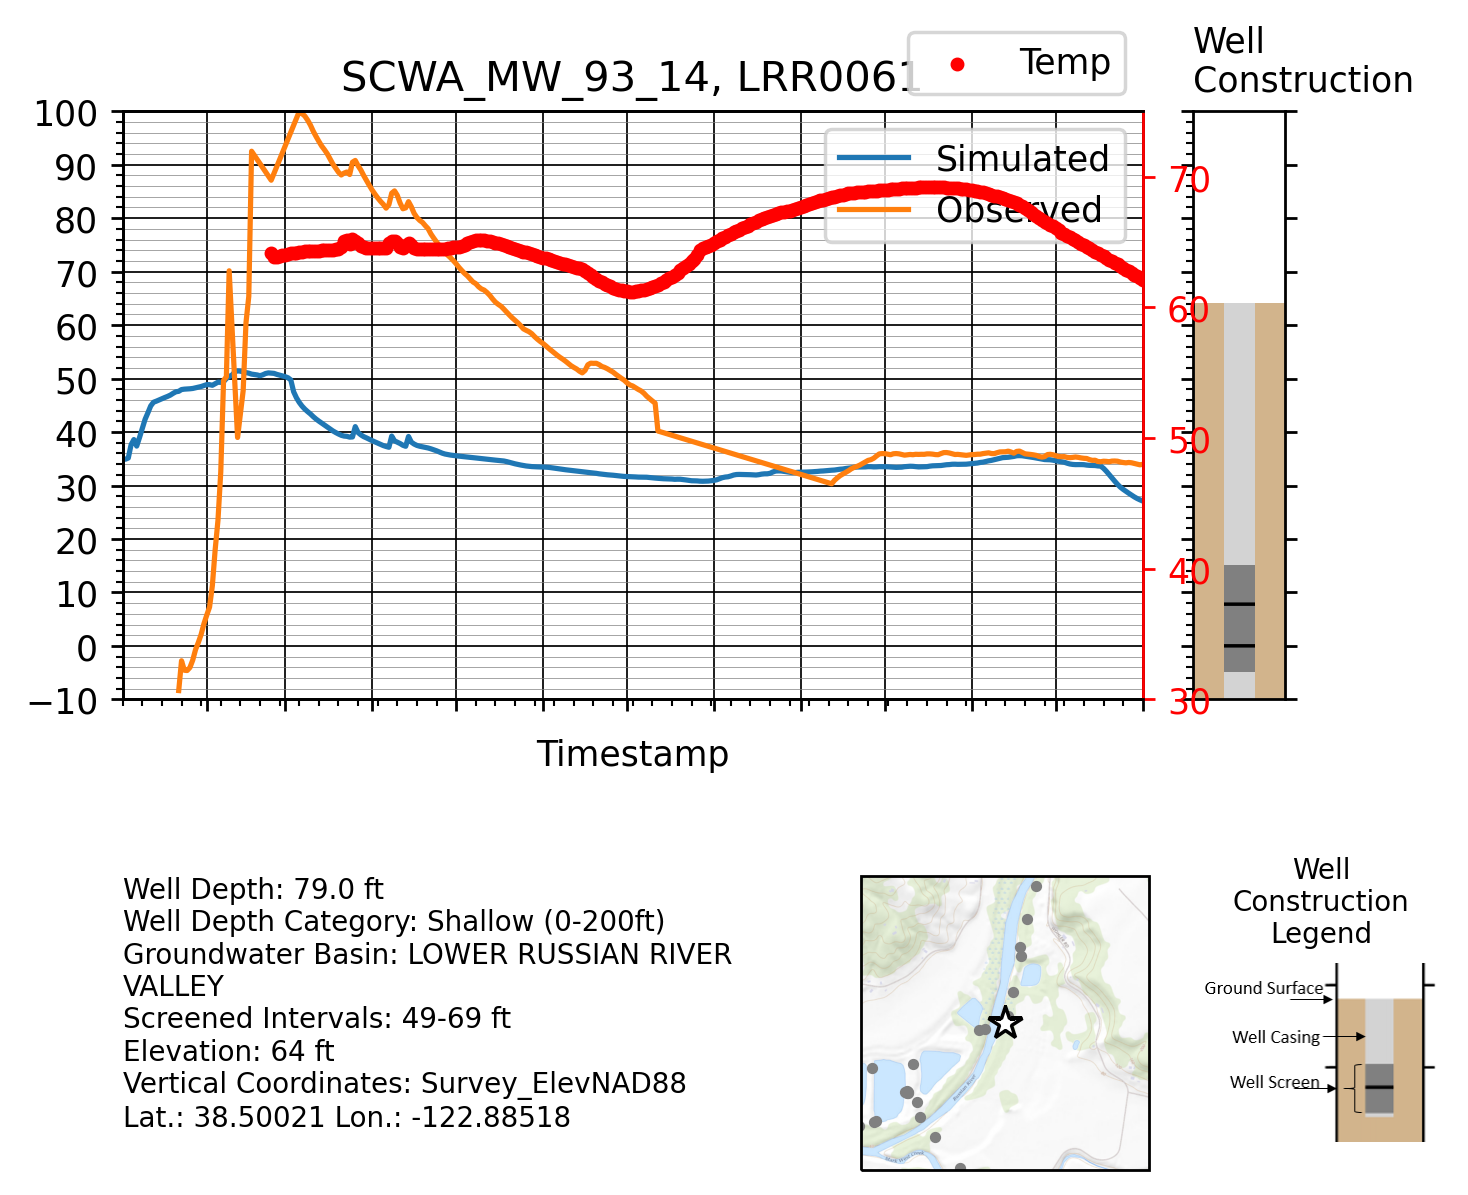 Well
Construction
SCWA_MW_93_14, LRR0061
Temp
Simulated
Observed
100
90
80
70
60
50
40
30
20
10
0
−10
70
60
50
40
30
Timestamp
Well Depth: 79.0 ft
Well Depth Category: Shallow (0-200ft)
Groundwater Basin: LOWER RUSSIAN RIVER
VALLEY
Screened Intervals: 49-69 ft
Elevation: 64 ft
Vertical Coordinates: Survey_ElevNAD88
Lat.: 38.50021 Lon.: -122.88518
Well
Construction
Legend
Ground Surface
Well Casing
Well Screen